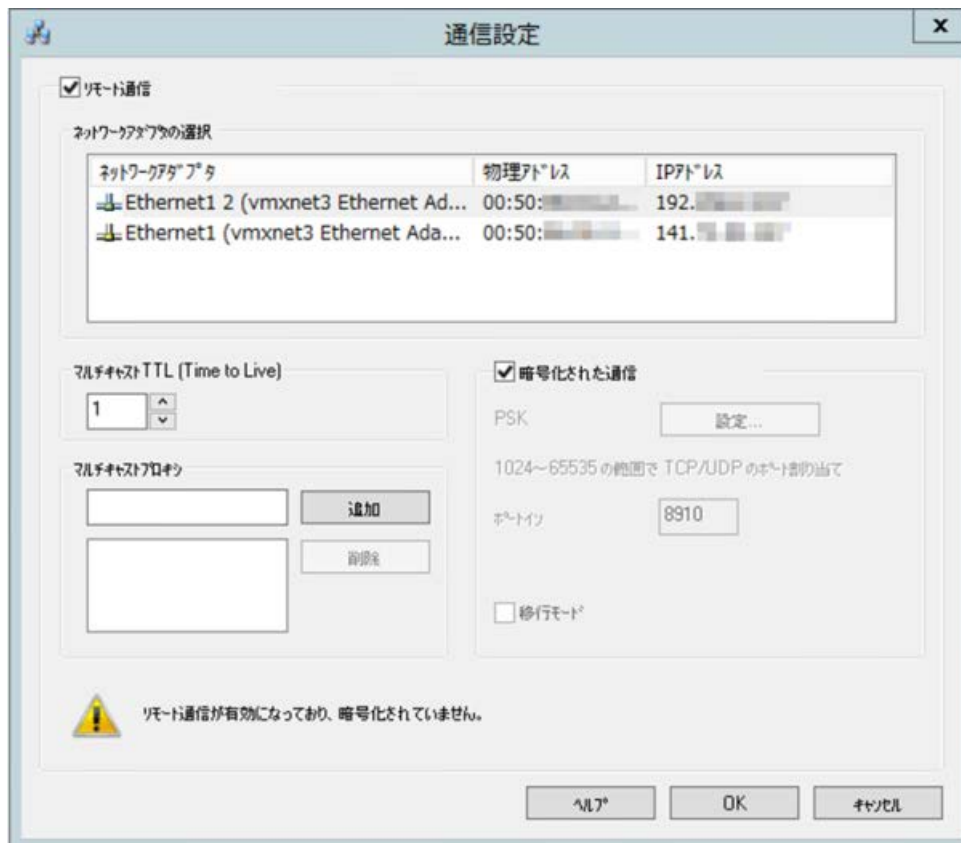 通信設定
リモート通信
ネットワークアダプタの選択
ネットワークアダプタ 物理アドレス IPアドレス
Ethernet1 2 (vmxnet3 Ethernet Ad... 00:50: 192.
Ethernet1 (vmxnet3 Ethernet Ada... 00:50: 141.
マルチキャストTTL (Time to Live)
1
マルチキャストプロキシ
追加
削除
暗号化された通信
PSK 設定...
1024～65535 の範囲で TCP/UDP のポート割り当て
ポートイン 8910
移行モード
リモート通信が有効になっており、暗号化されていません。
ヘルプ OK キャンセル